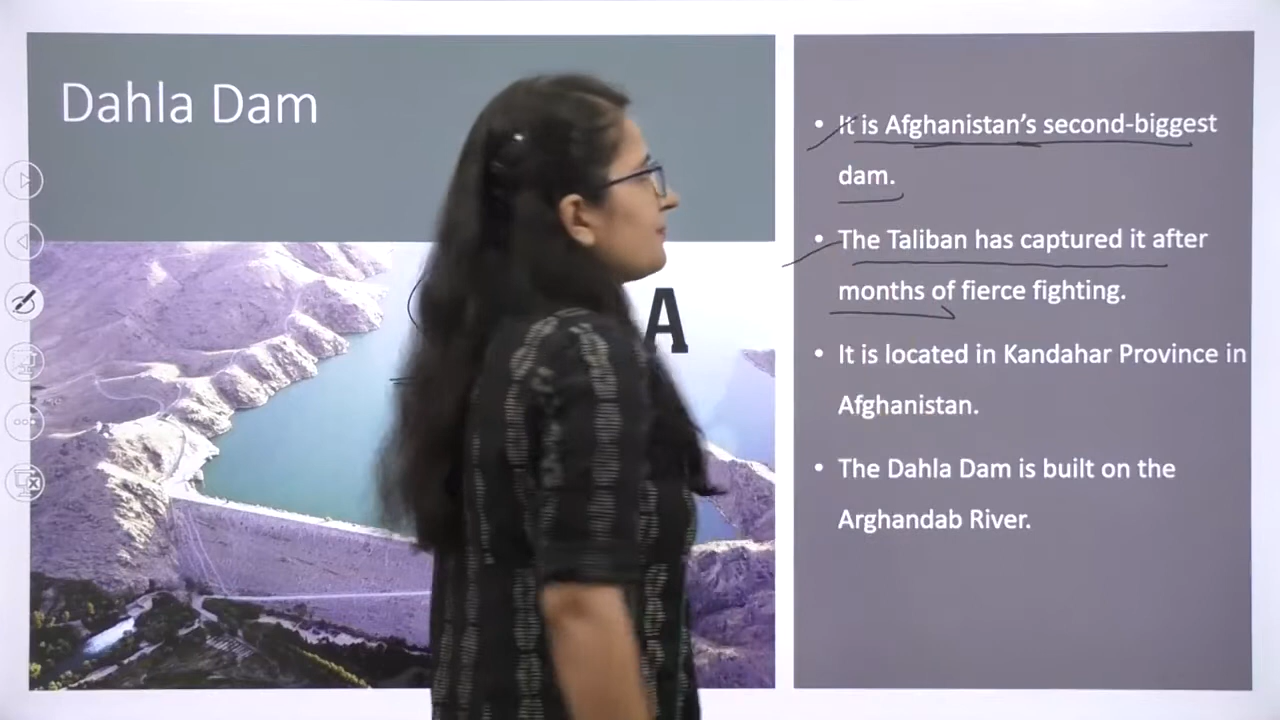 Dahla Dam
A
• It is Afghanistan's second-biggest
dam.
• The Taliban has captured it after
months of fierce fighting.
• It is located in Kandahar Province in
Afghanistan.
• The Dahla Dam is built on the
Arghandab River.